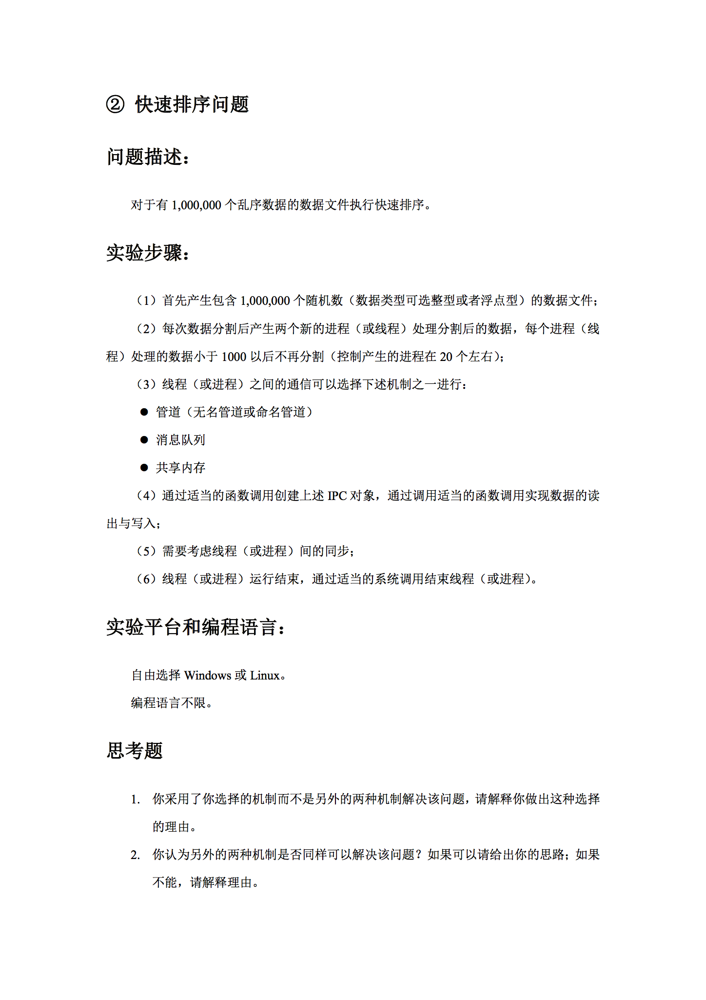 ② 快速排序问题
问题描述：
对于有 1,000,000 个乱序数据的数据文件执行快速排序。
实验步骤：
（1）首先产生包含 1,000,000 个随机数（数据类型可选整型或者浮点型）的数据文件；
（2）每次数据分割后产生两个新的进程（或线程）处理分割后的数据，每个进程（线
程）处理的数据小于 1000 以后不再分割（控制产生的进程在 20 个左右）；
（3）线程（或进程）之间的通信可以选择下述机制之一进行：
● 管道（无名管道或命名管道）
● 消息队列
● 共享内存
（4）通过适当的函数调用创建上述 IPC 对象，通过调用适当的函数调用实现数据的读
出与写入；
（5）需要考虑线程（或进程）间的同步；
（6）线程（或进程）运行结束，通过适当的系统调用结束线程（或进程）。
实验平台和编程语言：
自由选择 Windows 或 Linux。
编程语言不限。
思考题
1. 你采用了你选择的机制而不是另外的两种机制解决该问题，请解释你做出这种选择
的理由。
2. 你认为另外的两种机制是否同样可以解决该问题？如果可以请给出你的思路；如果
不能，请解释理由。